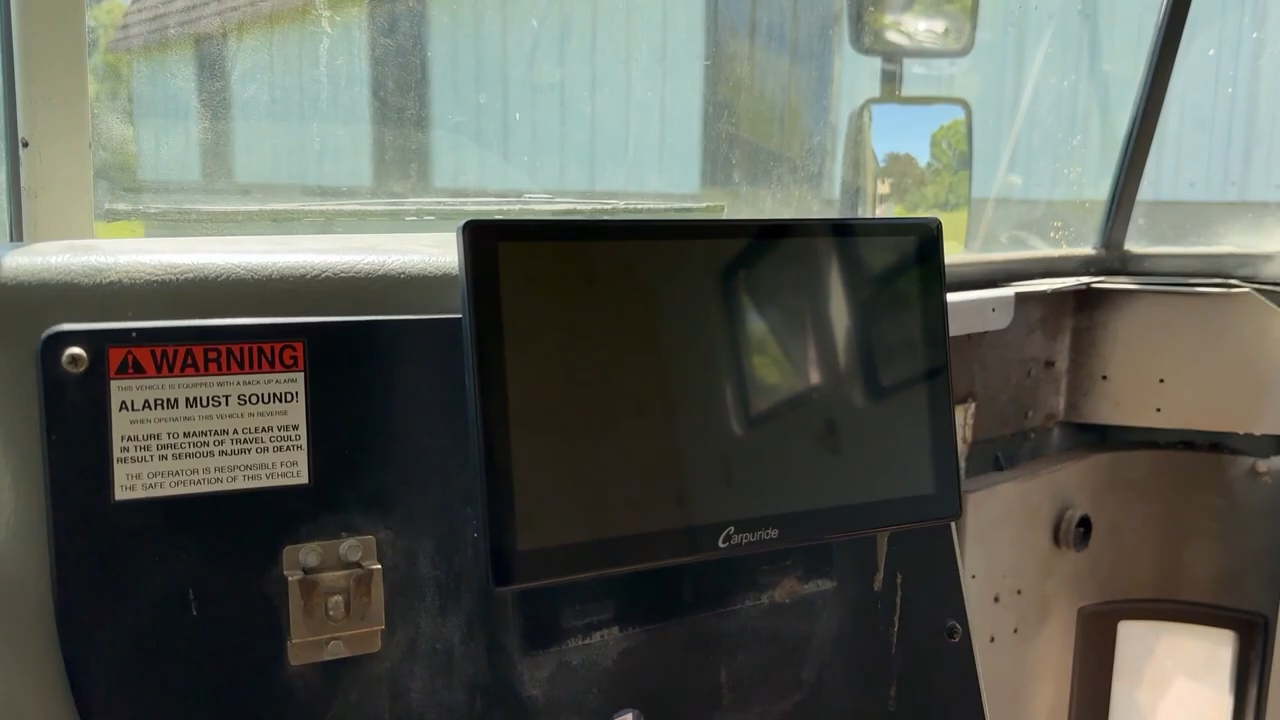 WARNING
THIS VEHICLE IS EQUIPPED WITH A BACK-UP ALARM.
ALARM MUST SOUND!
WHEN OPERATING THIS VEHICLE IN REVERSE
FAILURE TO MAINTAIN A CLEAR VIEW
IN THE DIRECTION OF TRAVEL COULD
RESULT IN SERIOUS INJURY OR DEATH.
THE OPERATOR IS RESPONSIBLE FOR
THE SAFE OPERATION OF THIS VEHICLE.
Carpuride